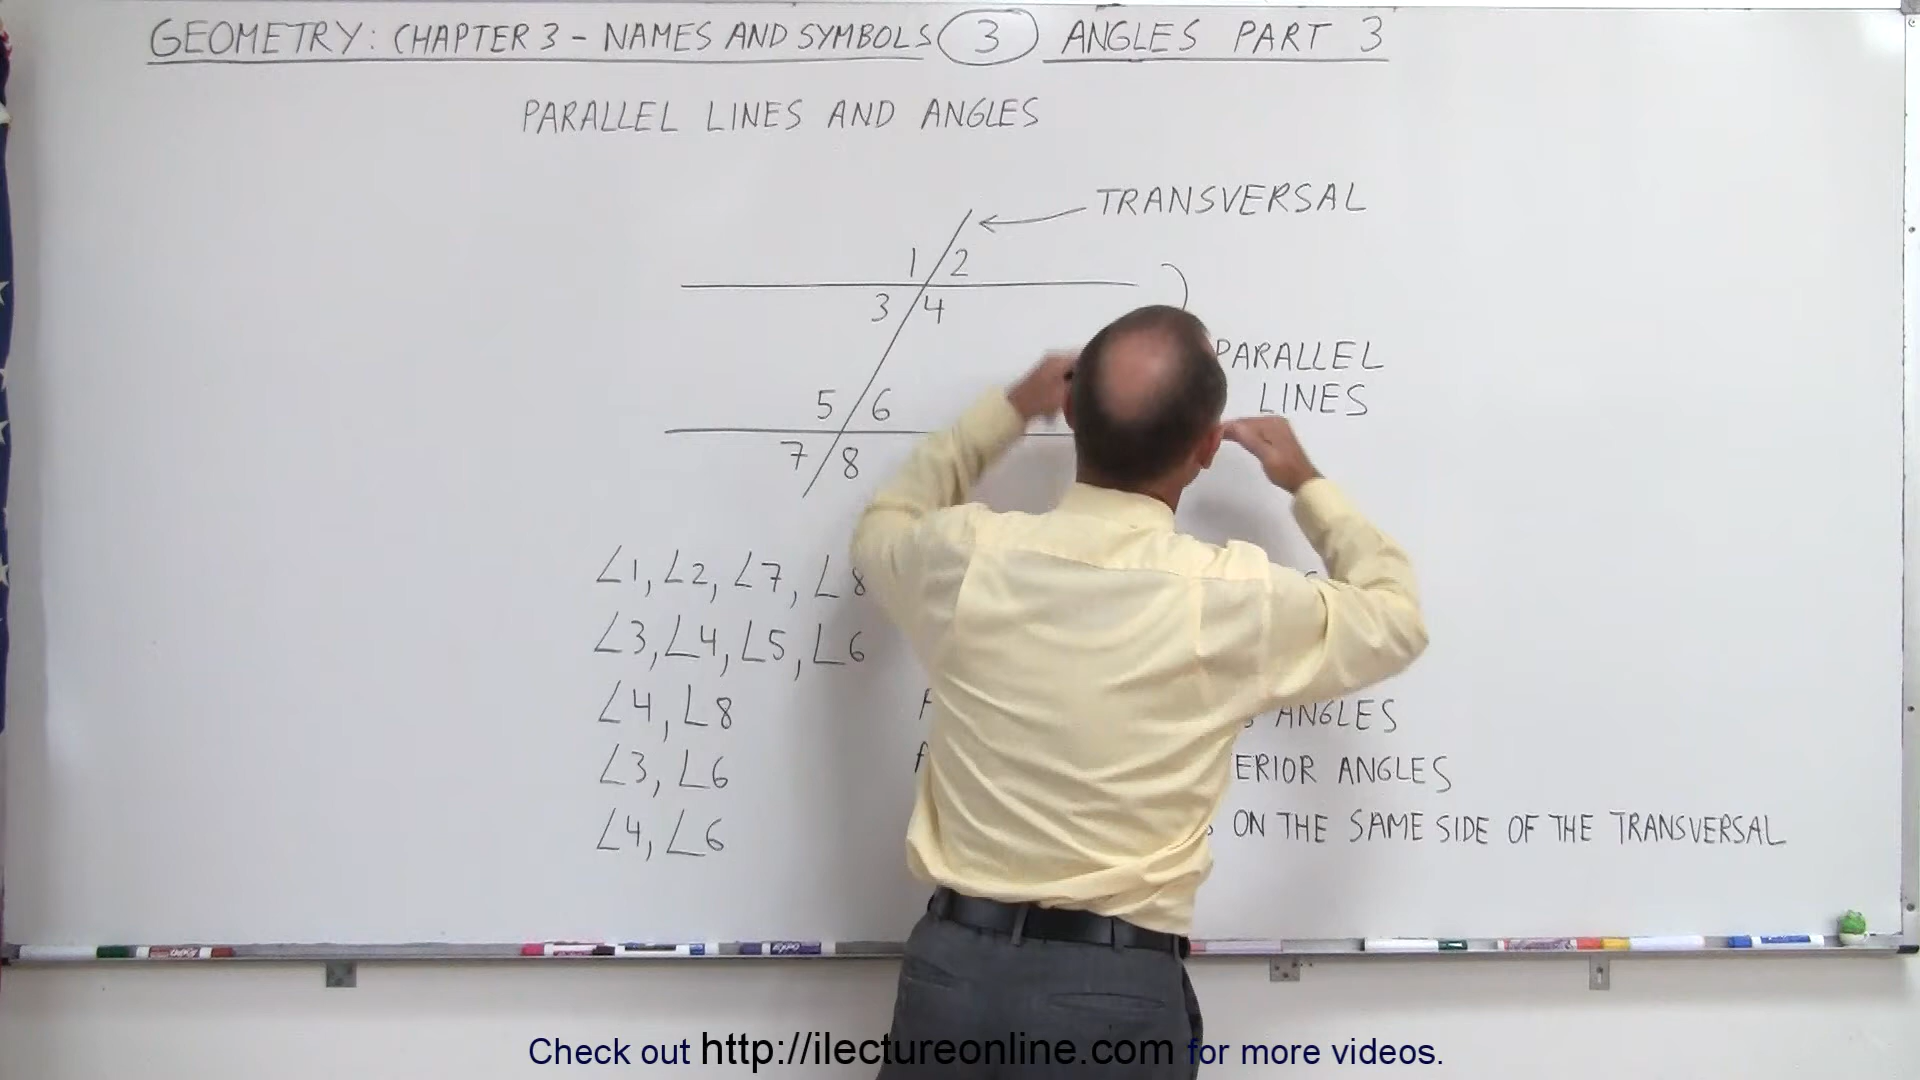 GEOMETRY: CHAPTER 3 - NAMES AND SYMBOLS 3 ANGLES PART 3
PARALLEL LINES AND ANGLES
TRANSVERSAL
1 2
3 4
PARALLEL
LINES
5 6
7 8
∠1, ∠2, ∠7, ∠8
∠3, ∠4, ∠5, ∠6
∠4, ∠8 ANGLES
∠3, ∠6 ANGLES
∠4, ∠6 ON THE SAME SIDE OF THE TRANSVERSAL
Check out http://ilectureonline.com for more videos.